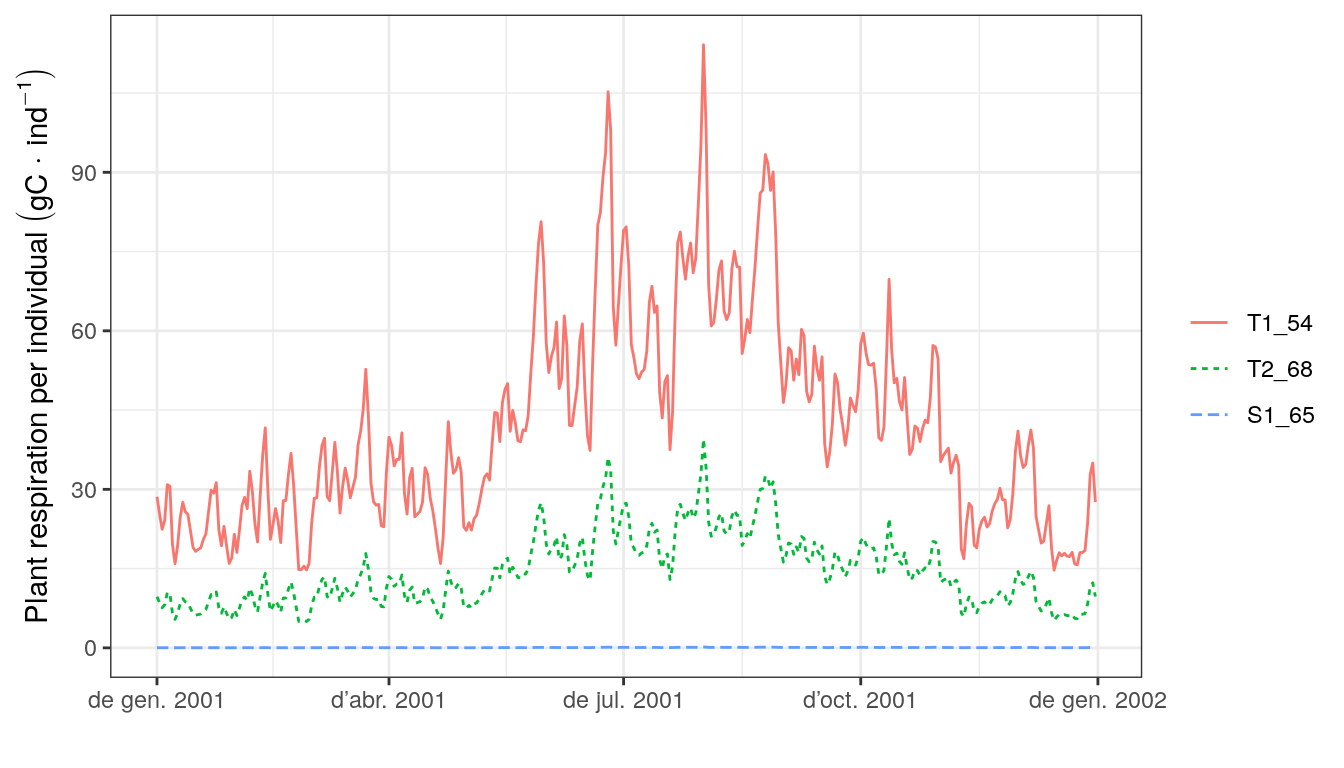 Plant respiration per individual (gC · ind⁻¹)
90
60
30
0
de gen. 2001
d’abr. 2001
de jul. 2001
d’oct. 2001
de gen. 2002
T1_54
T2_68
S1_65